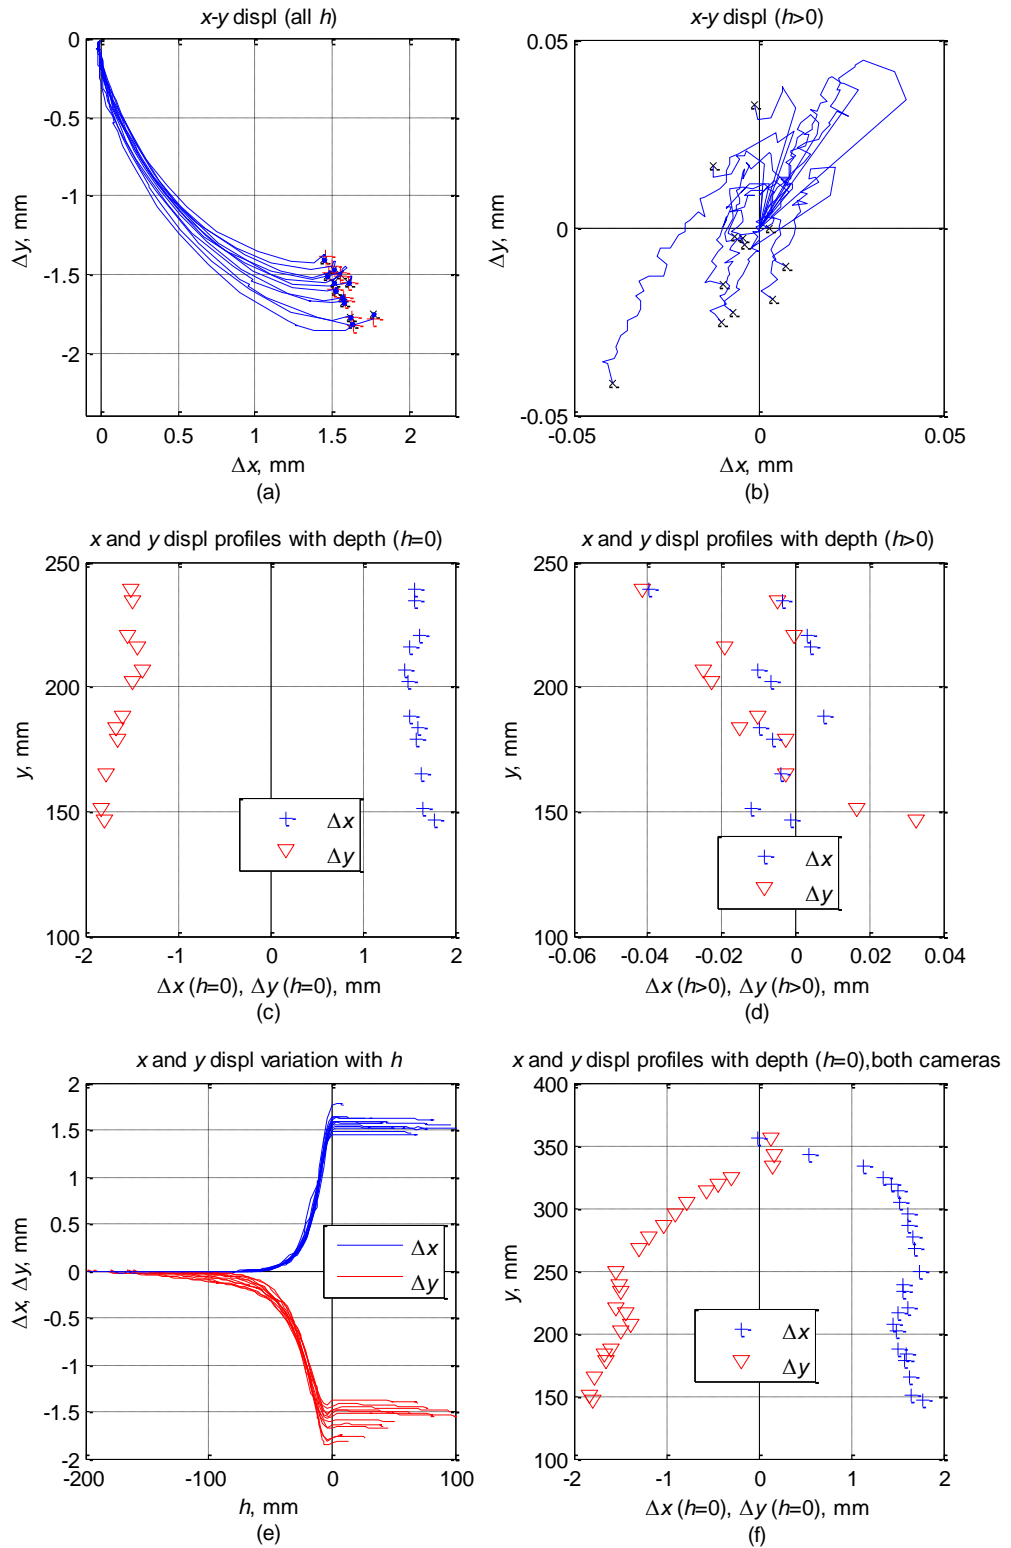 x-y displ (all h)
0
-0.5
-1
-1.5
-2
Δy, mm
0
0.5
1
1.5
2
Δx, mm
(a)
x-y displ (h>0)
0.05
0
-0.05
Δy, mm
-0.05
0
0.05
Δx, mm
(b)
x and y displ profiles with depth (h=0)
250
200
150
100
y, mm
Δx
Δy
-2
-1
0
1
2
Δx (h=0), Δy (h=0), mm
(c)
x and y displ profiles with depth (h>0)
250
200
150
100
y, mm
Δx
Δy
-0.06
-0.04
-0.02
0
0.02
0.04
Δx (h>0), Δy (h>0), mm
(d)
x and y displ variation with h
2
1.5
1
0.5
0
-0.5
-1
-1.5
-2
Δx, Δy, mm
Δx
Δy
-200
-100
0
100
h, mm
(e)
x and y displ profiles with depth (h=0),both cameras
400
350
300
250
200
150
100
y, mm
Δx
Δy
-2
-1
0
1
2
Δx (h=0), Δy (h=0), mm
(f)